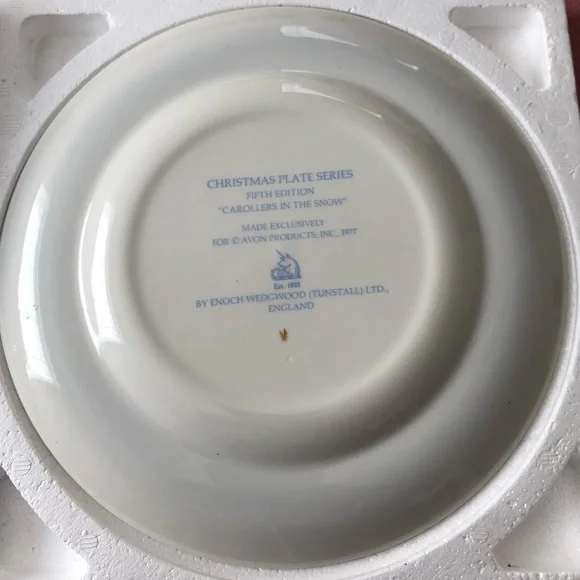 CHRISTMAS PLATE SERIES
FIFTH EDITION
"CAROLLERS IN THE SNOW"
MADE EXCLUSIVELY
FOR © AVON PRODUCTS, INC., 1977
Est. 1835
BY ENOCH WEDGWOOD (TUNSTALL) LTD.,
ENGLAND